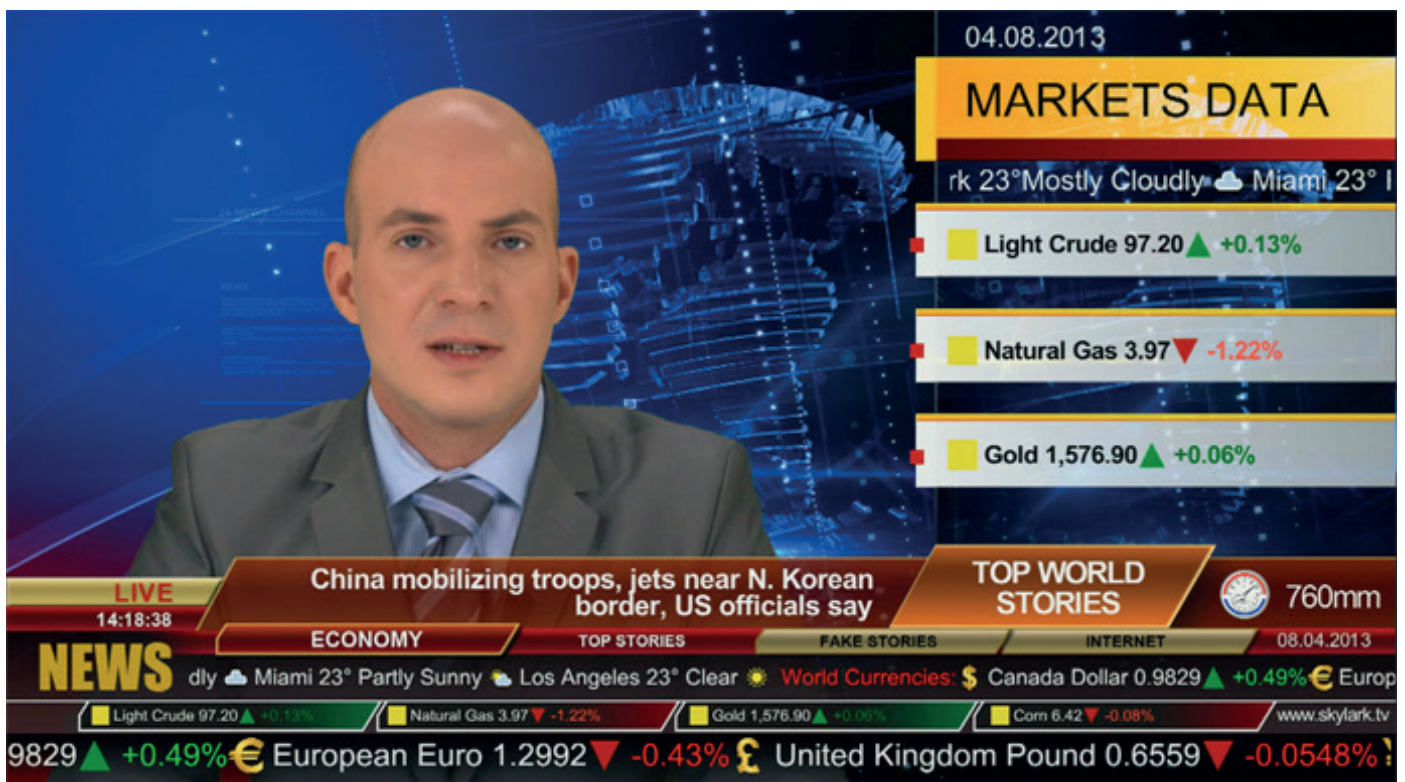 04.08.2013
MARKETS DATA
rk 23°Mostly Cloudly Miami 23°
Light Crude 97.20 ▲ +0.13%
Natural Gas 3.97 ▼ -1.22%
Gold 1,576.90 ▲ +0.06%
24 NEWS CHANNEL
NEWS
China mobilizing troops, jets near N. Korean
border, US officials say
TOP WORLD
STORIES
760mm
LIVE
14:18:38
ECONOMY
TOP STORIES
FAKE STORIES
INTERNET
08.04.2013
NEWS
dly Miami 23° Partly Sunny Los Angeles 23° Clear World Currencies: $ Canada Dollar 0.9829 ▲ +0.49% € Europ
Light Crude 97.20 ▲ +0.13% Natural Gas 3.97 ▼ -1.22% Gold 1,576.90 ▲ +0.06% Corn 6.42 ▼ -0.08% www.skylark.tv
9829 ▲ +0.49% € European Euro 1.2992 ▼ -0.43% £ United Kingdom Pound 0.6559 ▼ -0.0548%